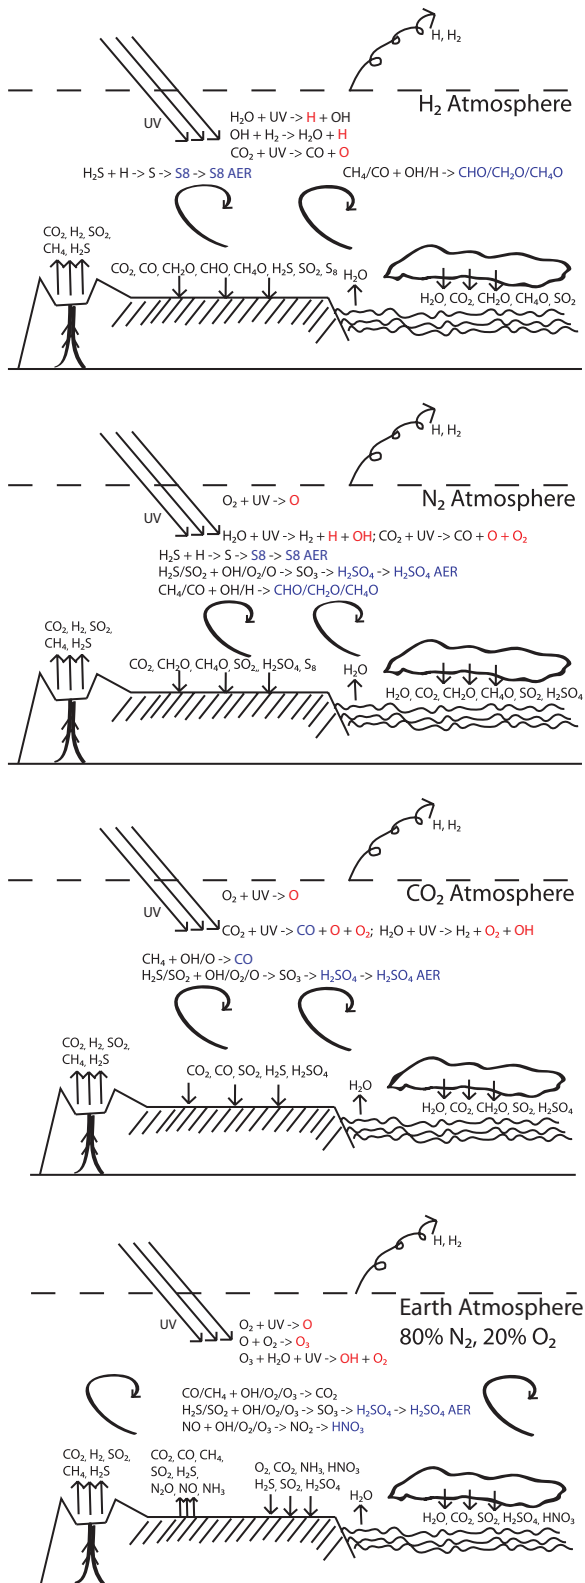 H, H₂
H₂ Atmosphere
UV
H₂O + UV -> H + OH
OH + H₂ -> H₂O + H
CO₂ + UV -> CO + O
H₂S + H -> S -> S8 -> S8 AER
CH₄/CO + OH/H -> CHO/CH₂O/CH₄O
CO₂, H₂, SO₂,
CH₄, H₂S
CO₂, CO, CH₂O, CHO, CH₄O, H₂S, SO₂, S₈
H₂O
H₂O, CO₂, CH₂O, CH₄O, SO₂
H, H₂
N₂ Atmosphere
O₂ + UV -> O
UV
H₂O + UV -> H₂ + H + OH; CO₂ + UV -> CO + O + O₂
H₂S + H -> S -> S8 -> S8 AER
H₂S/SO₂ + OH/O₂/O -> SO₃ -> H₂SO₄ -> H₂SO₄ AER
CH₄/CO + OH/H -> CHO/CH₂O/CH₄O
CO₂, H₂, SO₂,
CH₄, H₂S
CO₂, CH₂O, CH₄O, SO₂, H₂SO₄, S₈
H₂O
H₂O, CO₂, CH₂O, CH₄O, SO₂, H₂SO₄
H, H₂
CO₂ Atmosphere
O₂ + UV -> O
UV
CO₂ + UV -> CO + O + O₂; H₂O + UV -> H₂ + O₂ + OH
CH₄ + OH/O -> CO
H₂S/SO₂ + OH/O₂/O -> SO₃ -> H₂SO₄ -> H₂SO₄ AER
CO₂, H₂, SO₂,
CH₄, H₂S
CO₂, CO, SO₂, H₂S, H₂SO₄
H₂O
H₂O, CO₂, CH₂O, SO₂, H₂SO₄
H, H₂
Earth Atmosphere
80% N₂, 20% O₂
UV
O₂ + UV -> O
O + O₂ -> O₃
O₃ + H₂O + UV -> OH + O₂
CO/CH₄ + OH/O₂/O₃ -> CO₂
H₂S/SO₂ + OH/O₂/O₃ -> SO₃ -> H₂SO₄ -> H₂SO₄ AER
NO + OH/O₂/O₃ -> NO₂ -> HNO₃
CO₂, H₂, SO₂,
CH₄, H₂S
CO₂, CO, CH₄,
SO₂, H₂S,
N₂O, NO, NH₃
O₂, CO₂, NH₃, HNO₃
H₂S, SO₂, H₂SO₄
H₂O
H₂O, CO₂, SO₂, H₂SO₄, HNO₃